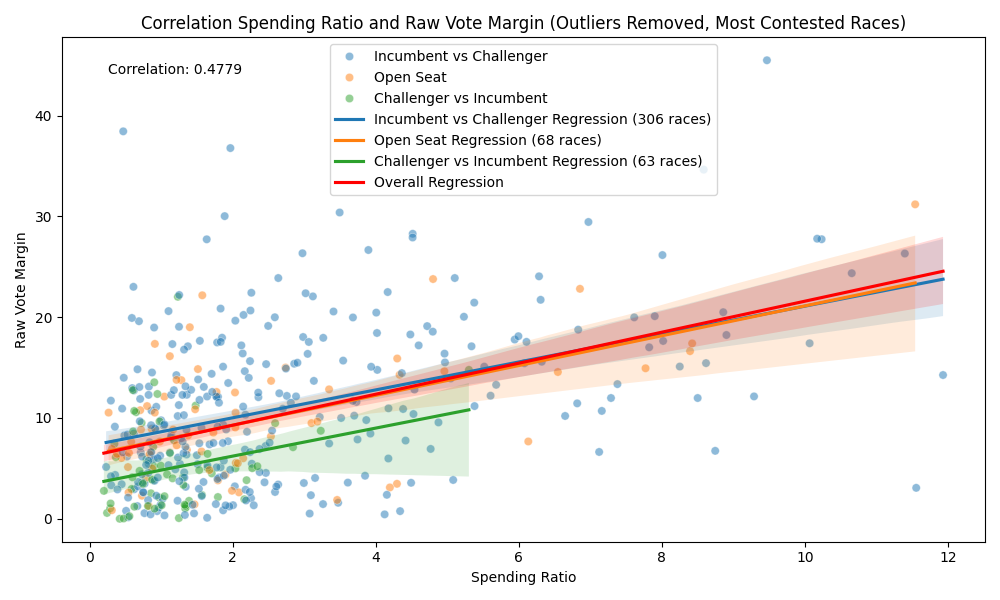 Correlation Spending Ratio and Raw Vote Margin (Outliers Removed, Most Contested Races)
Correlation: 0.4779
Incumbent vs Challenger
Open Seat
Challenger vs Incumbent
Incumbent vs Challenger Regression (306 races)
Open Seat Regression (68 races)
Challenger vs Incumbent Regression (63 races)
Overall Regression
Raw Vote Margin
40
30
20
10
0
0 2 4 6 8 10 12
Spending Ratio